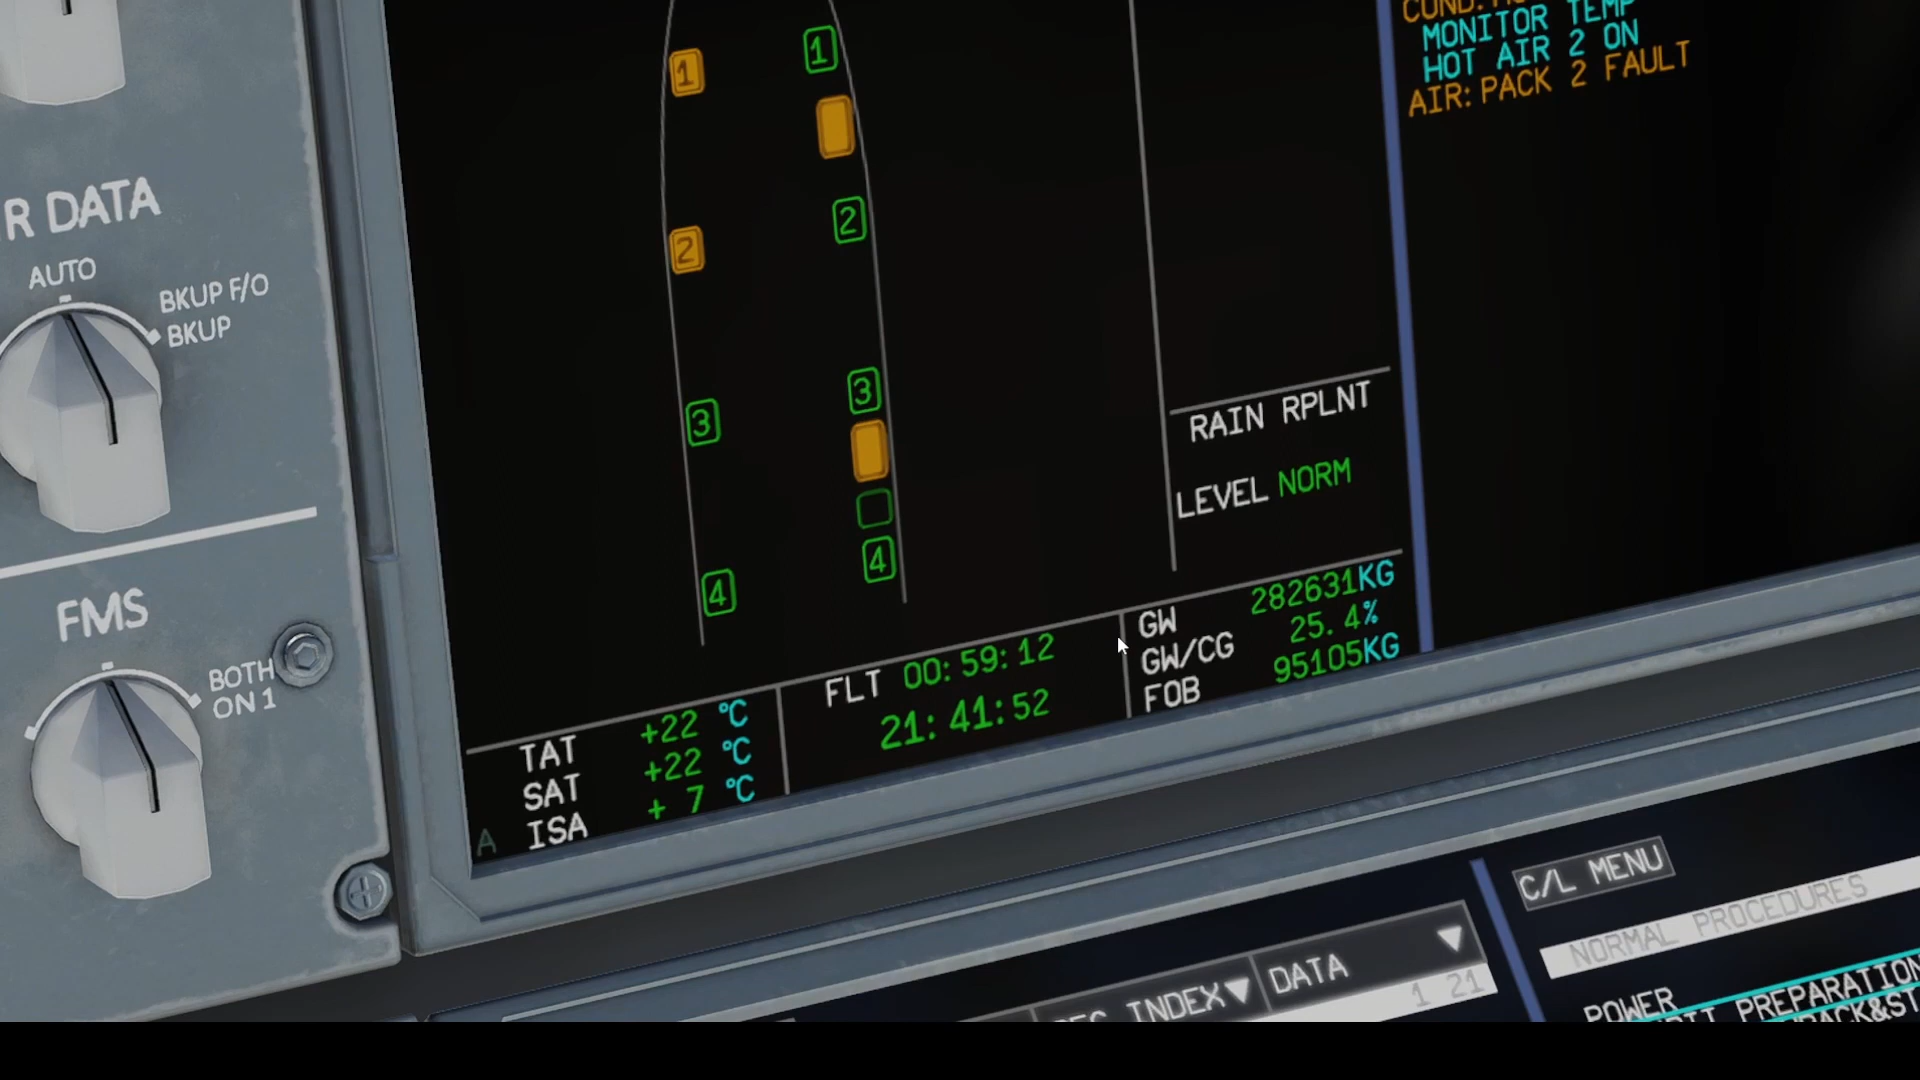 MONITOR TEMP
HOT AIR 2 ON
AIR: PACK 2 FAULT
1
1
2
2
3
3
4
4
R DATA
AUTO
BKUP F/O
BKUP
FMS
BOTH
ON 1
RAIN RPLNT
LEVEL NORM
TAT +22 °C
SAT +22 °C
ISA + 7 °C
A
FLT 00:59:12
21:41:52
GW 282631KG
GW/CG 25.4%
FOB 95105KG
INDEX▼
DATA ▼
1 21
C/L MENU
NORMAL PROCEDURES
POWER
PREPARATION